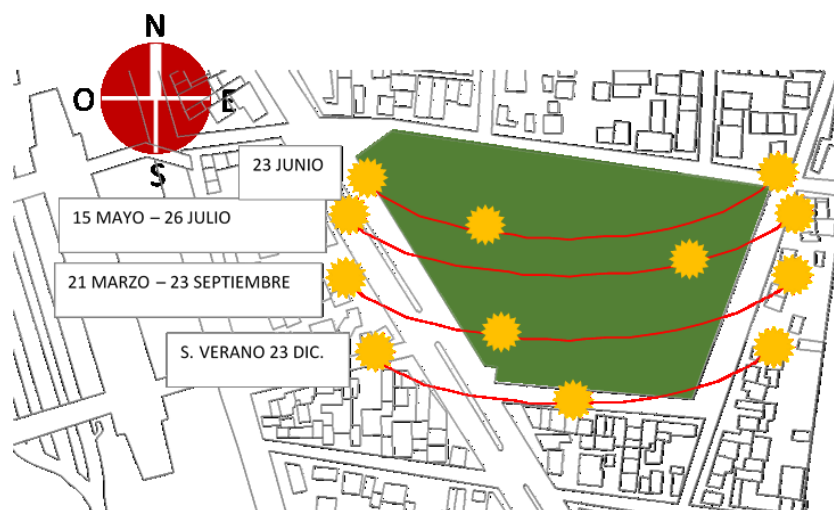 N
O E
S
23 JUNIO
15 MAYO – 26 JULIO
21 MARZO – 23 SEPTIEMBRE
S. VERANO 23 DIC.